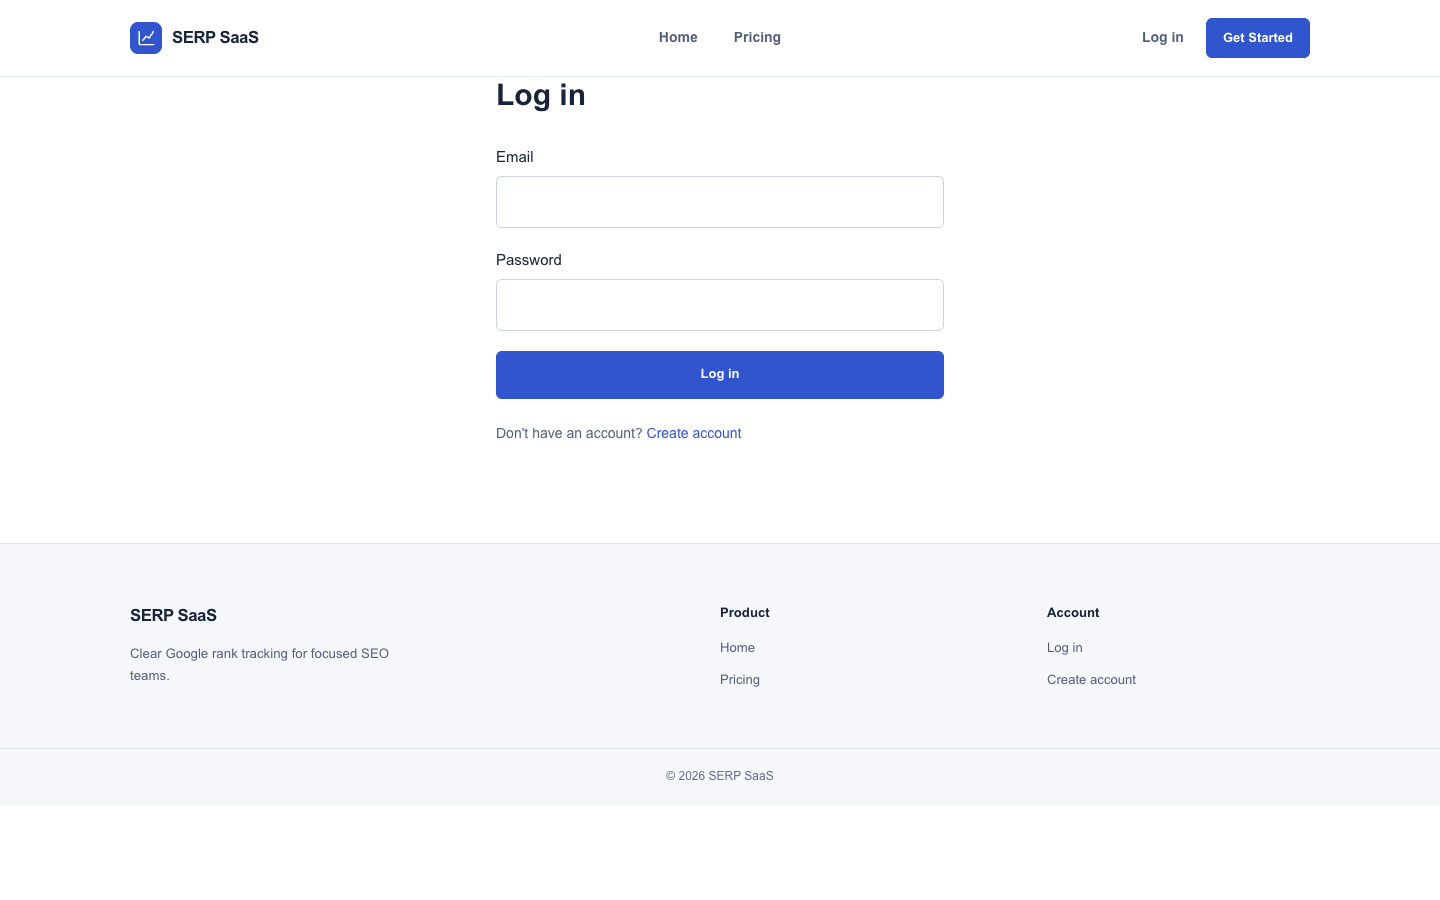 SERP SaaS
Home
Pricing
Log in
Get Started
Log in
Email
Password
Log in
Don't have an account? Create account
SERP SaaS
Clear Google rank tracking for focused SEO
teams.
Product
Home
Pricing
Account
Log in
Create account
© 2026 SERP SaaS